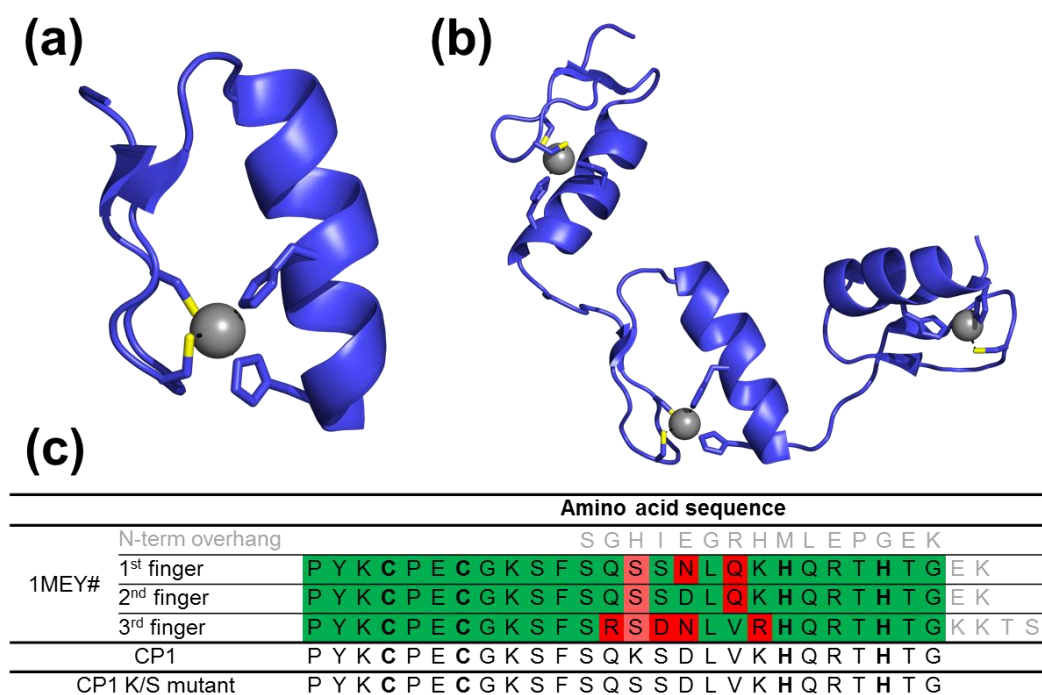 (a)
(b)
(c)
Amino acid sequence
1MEY#
N-term overhang S G H I E G R H M L E P G E K
1st finger P Y K C P E C G K S F S Q S S N L Q K H Q R T H T G E K
2nd finger P Y K C P E C G K S F S Q S S D L Q K H Q R T H T G E K
3rd finger P Y K C P E C G K S F S R S D N L V R H Q R T H T G K K T S
CP1 P Y K C P E C G K S F S Q K S D L V K H Q R T H T G
CP1 K/S mutant P Y K C P E C G K S F S Q S S D L V K H Q R T H T G